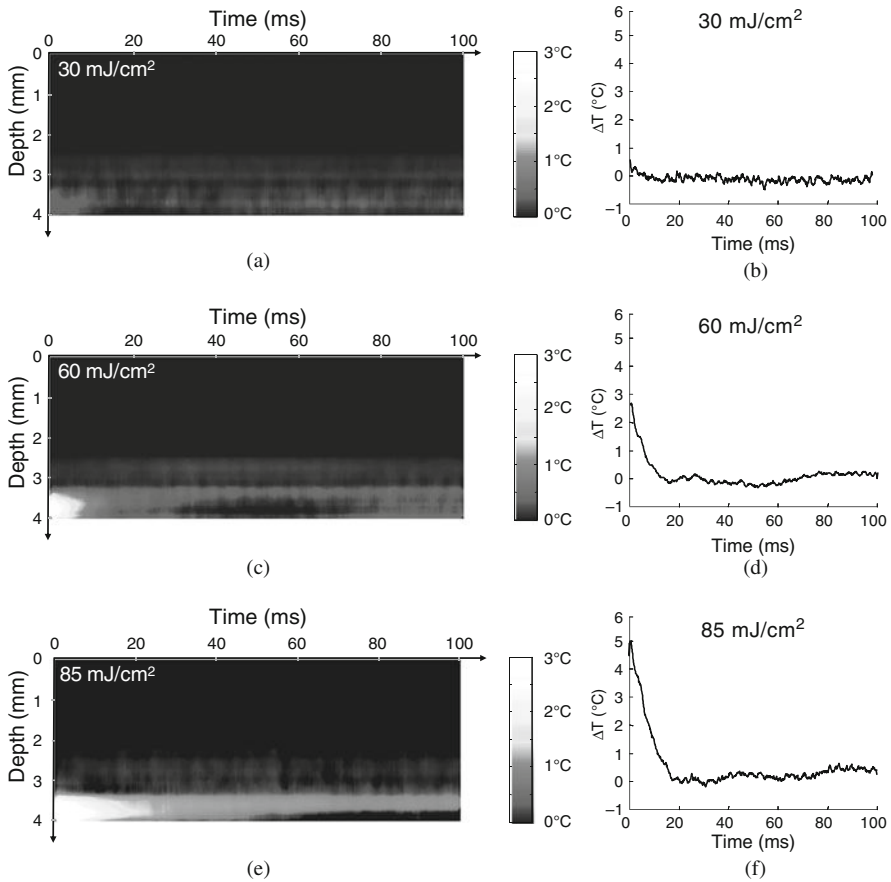 Time (ms)
0 20 40 60 80 100
Depth (mm)
0
1
2
3
4
30 mJ/cm²
3°C
2°C
1°C
0°C
(a)
30 mJ/cm²
ΔT (°C)
6
5
4
3
2
1
0
−1
0 20 40 60 80 100
Time (ms)
(b)
Time (ms)
0 20 40 60 80 100
Depth (mm)
0
1
2
3
4
60 mJ/cm²
3°C
2°C
1°C
0°C
(c)
60 mJ/cm²
ΔT (°C)
6
5
4
3
2
1
0
−1
0 20 40 60 80 100
Time (ms)
(d)
Time (ms)
0 20 40 60 80 100
Depth (mm)
0
1
2
3
4
85 mJ/cm²
3°C
2°C
1°C
0°C
(e)
85 mJ/cm²
ΔT (°C)
6
5
4
3
2
1
0
−1
0 20 40 60 80 100
Time (ms)
(f)